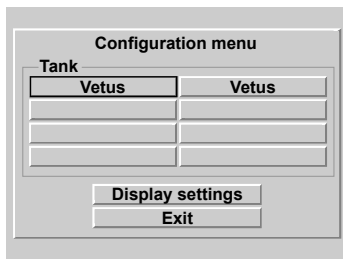 Configuration menu
Tank
Vetus Vetus
Display settings
Exit